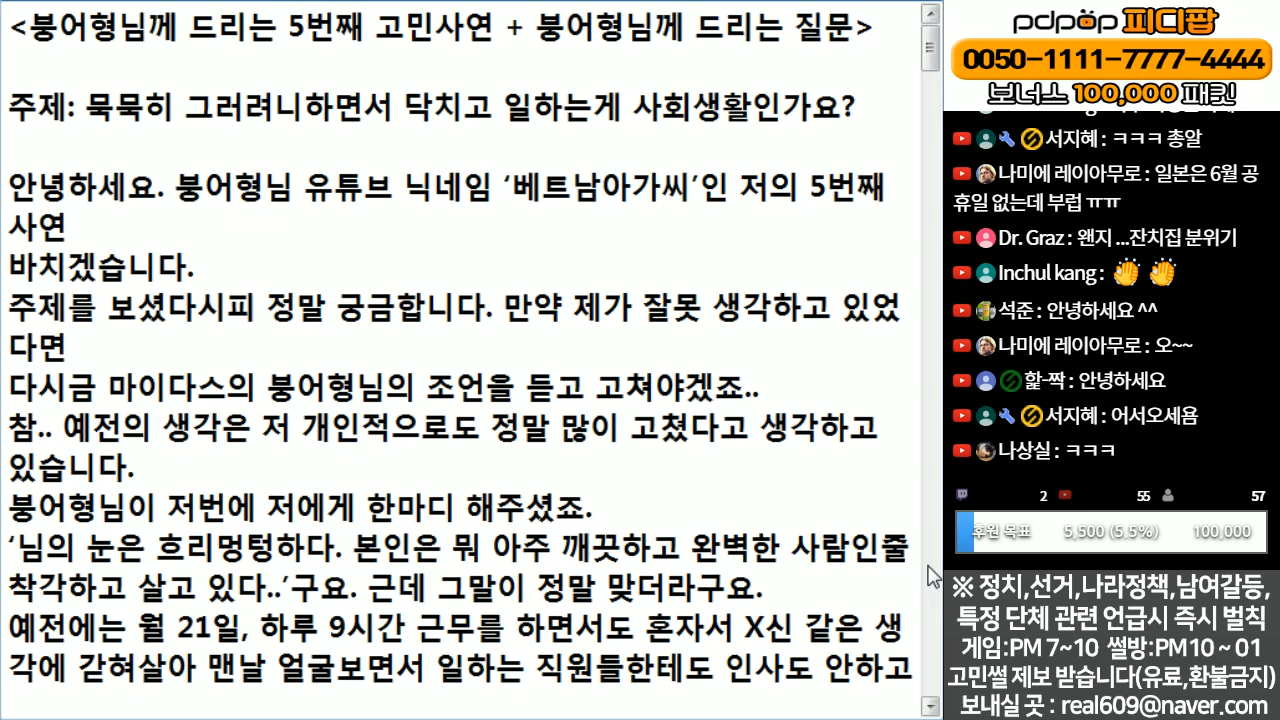 <붕어형님께 드리는 5번째 고민사연 + 붕어형님께 드리는 질문>
주제: 묵묵히 그러려니하면서 닥치고 일하는게 사회생활인가요?
안녕하세요. 붕어형님 유튜브 닉네임 ‘베트남아가씨’인 저의 5번째
사연
바치겠습니다.
주제를 보셨다시피 정말 궁금합니다. 만약 제가 잘못 생각하고 있었
다면
다시금 마이다스의 붕어형님의 조언을 듣고 고쳐야겠죠..
참.. 예전의 생각은 저 개인적으로도 정말 많이 고쳤다고 생각하고
있습니다.
붕어형님이 저번에 저에게 한마디 해주셨죠.
‘님의 눈은 흐리멍텅하다. 본인은 뭐 아주 깨끗하고 완벽한 사람인줄
착각하고 살고 있다..’구요. 근데 그말이 정말 맞더라구요.
예전에는 월 21일, 하루 9시간 근무를 하면서도 혼자서 X신 같은 생
각에 갇혀살아 맨날 얼굴보면서 일하는 직원들한테도 인사도 안하고
pdpop 피디팝
0050-1111-7777-4444
보너스 100,000 패킷
서지혜 : ㅋㅋㅋ 총알
나미에 레이아무로 : 일본은 6월 공
휴일 없는데 부럽 ㅠㅠ
Dr. Graz : 왠지 ...잔치집 분위기
Inchul kang : 👏 👏
석준 : 안녕하세요 ^^
나미에 레이아무로 : 오~~
핥-짝 : 안녕하세요
서지혜 : 어서오세욤
나상실 : ㅋㅋㅋ
2 55 57
후원 목표 5,500 (5.5%) 100,000
※ 정치,선거,나라정책,남여갈등,
특정 단체 관련 언급시 즉시 벌칙
게임:PM 7~10 썰방:PM 10 ~ 01
고민썰 제보 받습니다(유료,환불금지)
보내실 곳 : real609@naver.com